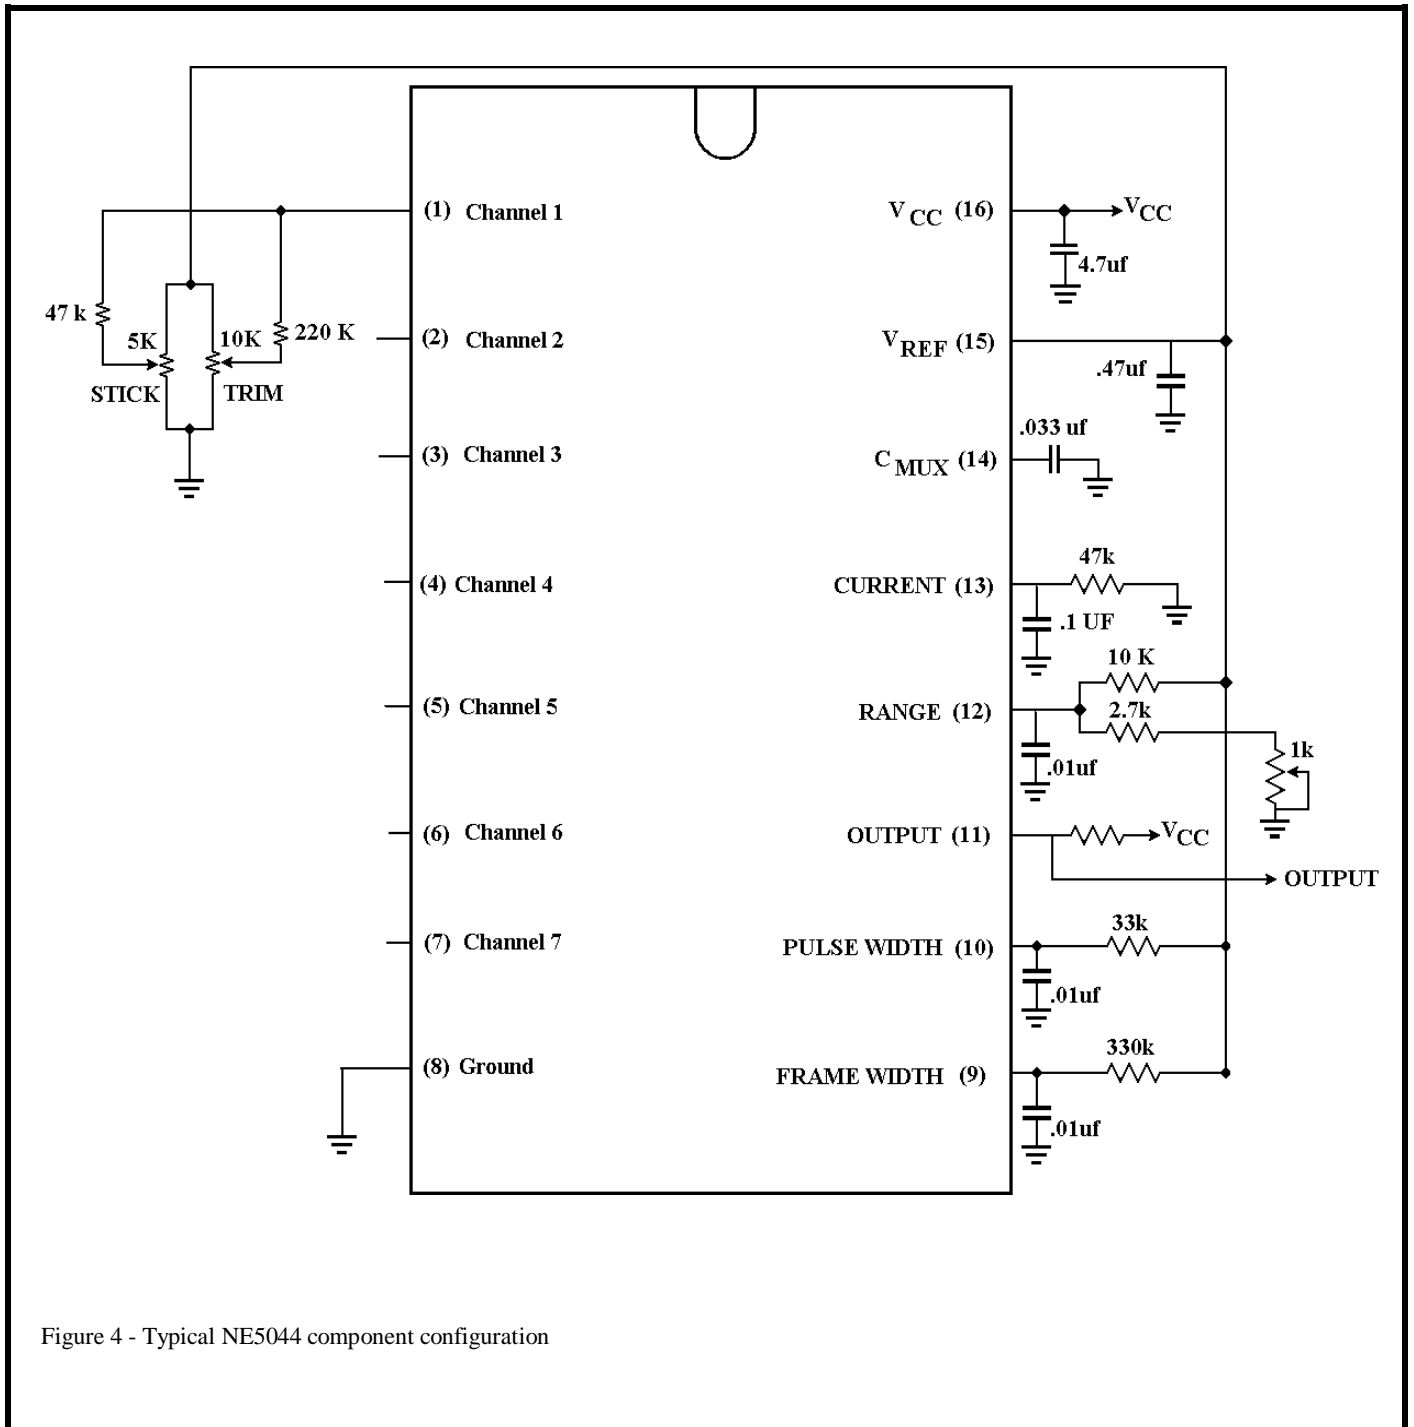 (1) Channel 1
V CC (16)
VCC
4.7uf
47 k
5K
10K
220 K
STICK
TRIM
(2) Channel 2
V REF (15)
.47uf
(3) Channel 3
C MUX (14)
.033 uf
(4) Channel 4
CURRENT (13)
47k
.1 UF
(5) Channel 5
RANGE (12)
10 K
2.7k
.01uf
1k
(6) Channel 6
OUTPUT (11)
VCC
OUTPUT
(7) Channel 7
PULSE WIDTH (10)
33k
.01uf
(8) Ground
FRAME WIDTH (9)
330k
.01uf
Figure 4 - Typical NE5044 component configuration